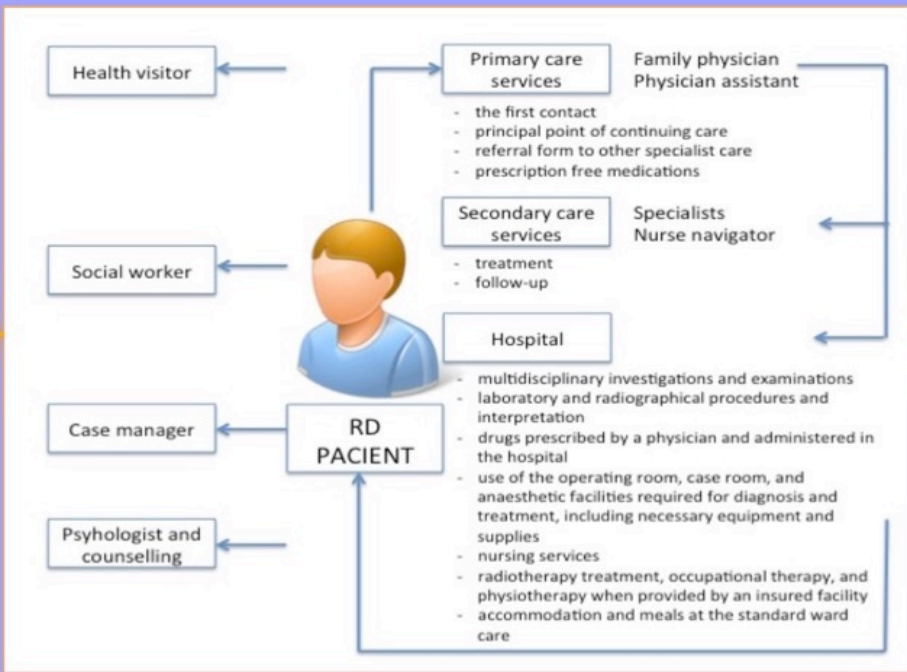 Health visitor
Social worker
Case manager
Psyhologist and
counselling
RD
PACIENT
Primary care
services
Family physician
Physician assistant
- the first contact
- principal point of continuing care
- referral form to other specialist care
- prescription free medications
Secondary care
services
Specialists
Nurse navigator
- treatment
- follow-up
Hospital
- multidisciplinary investigations and examinations
- laboratory and radiographical procedures and
interpretation
- drugs prescribed by a physician and administered in
the hospital
- use of the operating room, case room, and
anaesthetic facilities required for diagnosis and
treatment, including necessary equipment and
supplies
- nursing services
- radiotherapy treatment, occupational therapy, and
physiotherapy when provided by an insured facility
- accommodation and meals at the standard ward
care